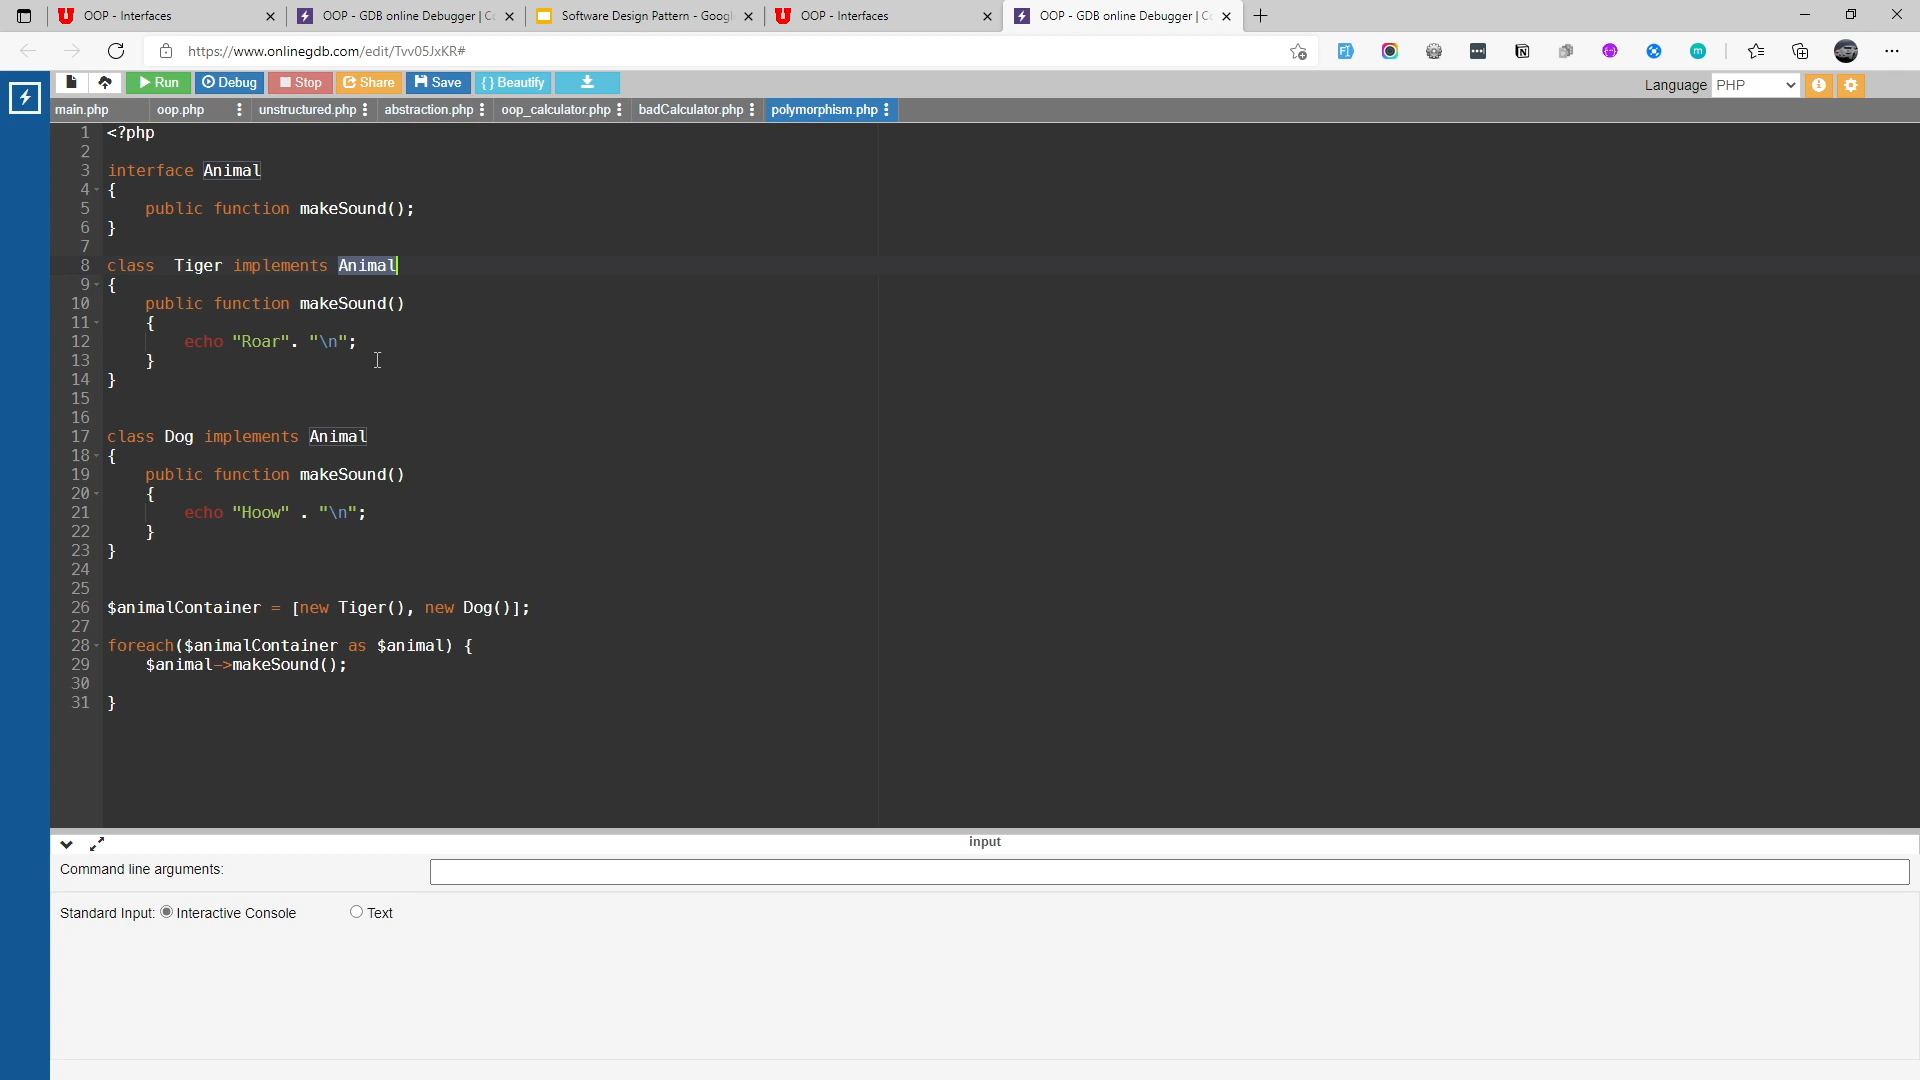 OOP - Interfaces
OOP - GDB online Debugger | C
Software Design Pattern - Googl
OOP - Interfaces
OOP - GDB online Debugger | C
https://www.onlinegdb.com/edit/Tvv05JxKR#
Run
Debug
Stop
Share
Save
{ } Beautify
Language PHP
main.php
oop.php
unstructured.php
abstraction.php
oop_calculator.php
badCalculator.php
polymorphism.php
1 <?php
2
3 interface Animal
4 {
5 public function makeSound();
6 }
7
8 class  Tiger implements Animal
9 {
10 public function makeSound()
11 {
12 echo "Roar". "\n";
13 }
14 }
15
16
17 class Dog implements Animal
18 {
19 public function makeSound()
20 {
21 echo "Hoow" . "\n";
22 }
23 }
24
25
26 $animalContainer = [new Tiger(), new Dog()];
27
28 foreach($animalContainer as $animal) {
29 $animal->makeSound();
30
31 }
input
Command line arguments:
Standard Input: Interactive Console Text